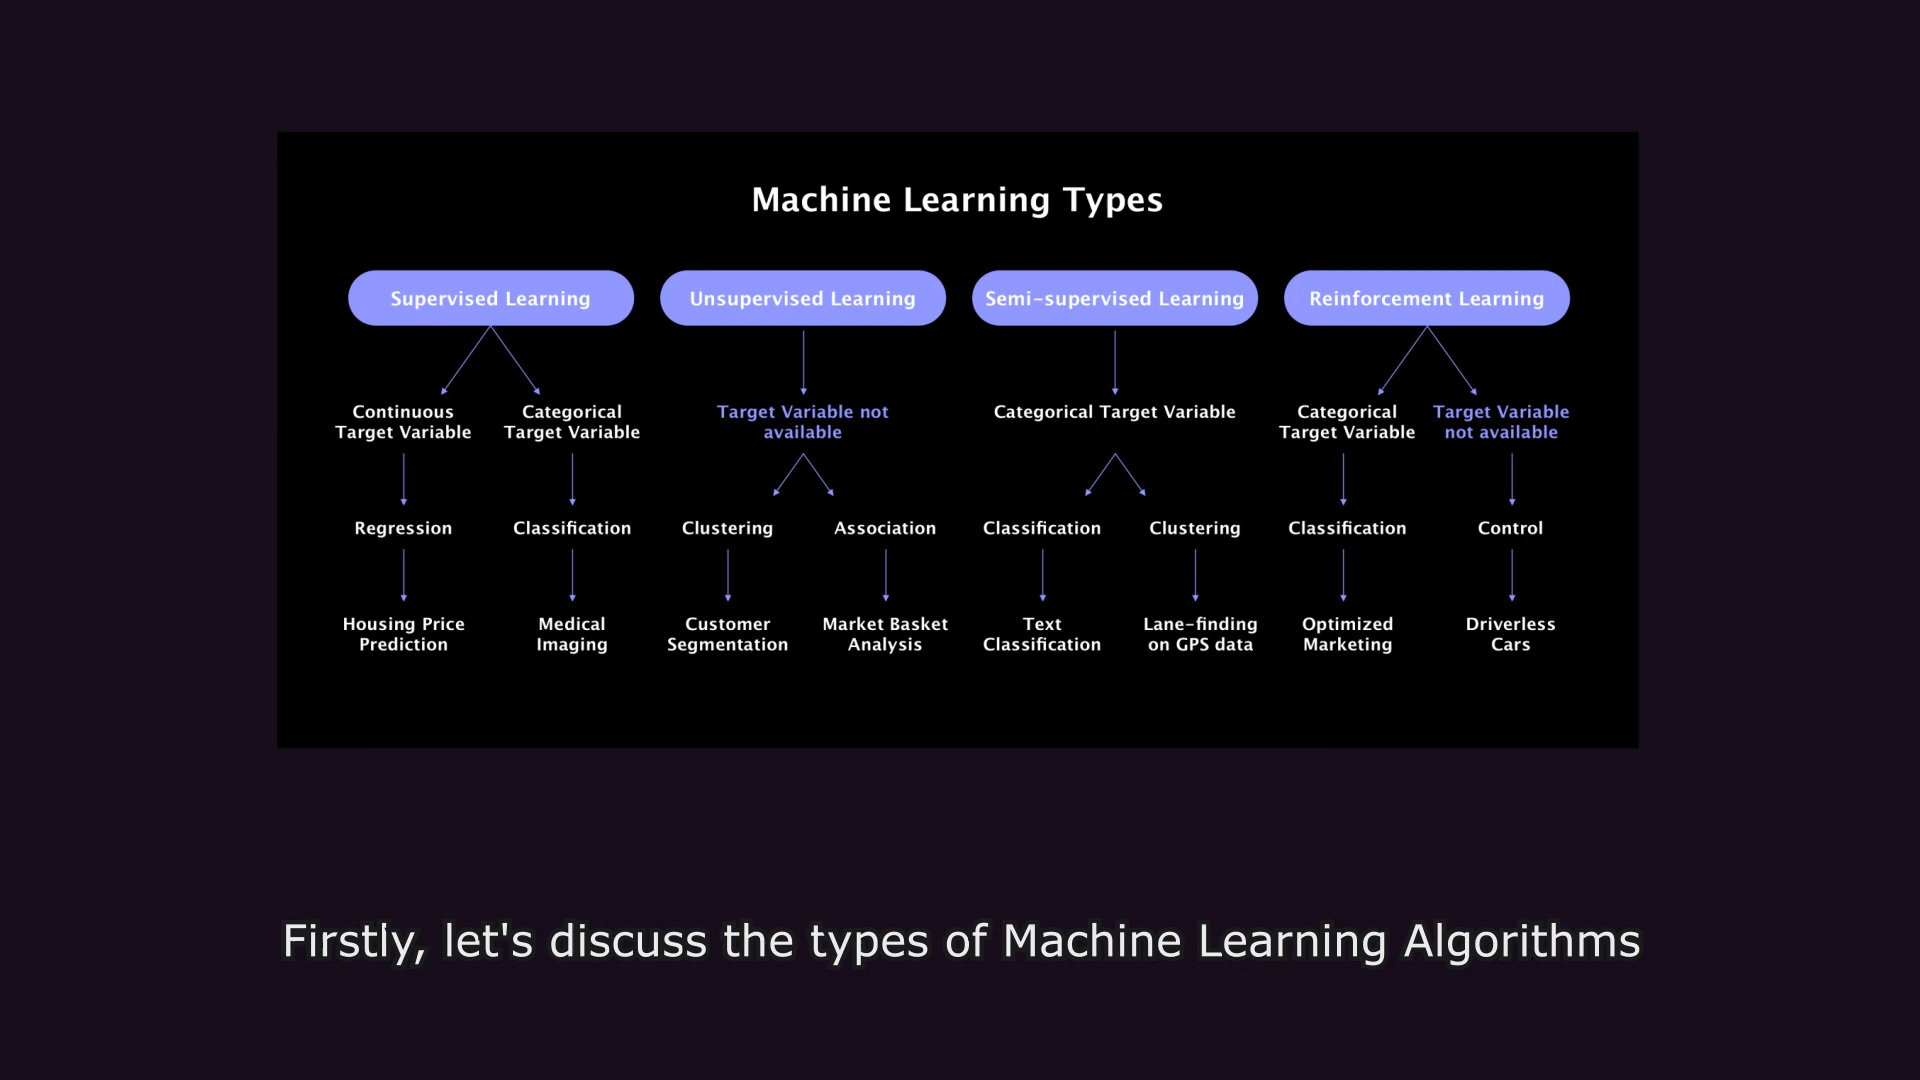 Machine Learning Types
Supervised Learning
Unsupervised Learning
Semi-supervised Learning
Reinforcement Learning
Continuous
Target Variable
Categorical
Target Variable
Target Variable not
available
Categorical Target Variable
Categorical
Target Variable
Target Variable
not available
Regression
Classification
Clustering
Association
Classification
Clustering
Classification
Control
Housing Price
Prediction
Medical
Imaging
Customer
Segmentation
Market Basket
Analysis
Text
Classification
Lane-finding
on GPS data
Optimized
Marketing
Driverless
Cars
Firstly, let's discuss the types of Machine Learning Algorithms